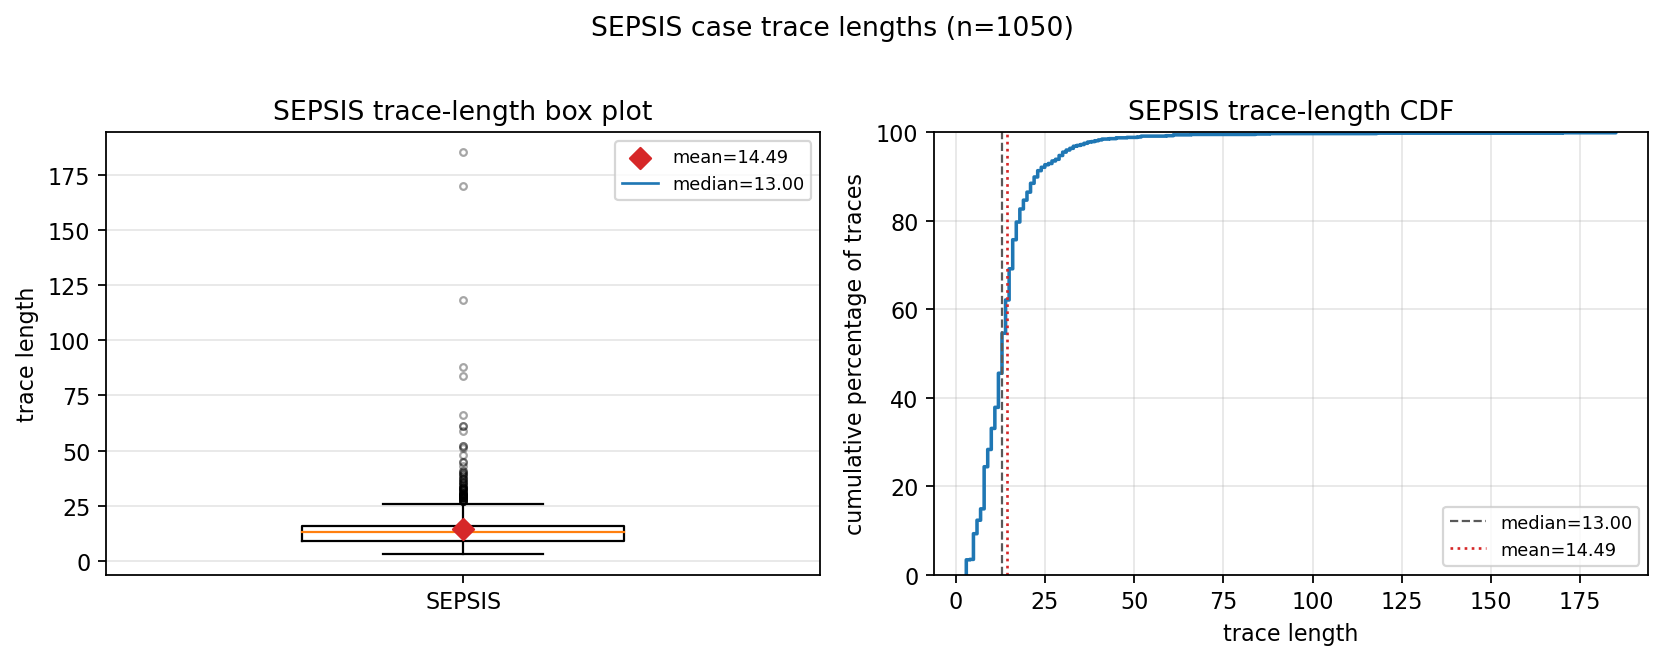 SEPSIS case trace lengths (n=1050)
SEPSIS trace-length box plot
trace length
175
150
125
100
75
50
25
0
mean=14.49
median=13.00
SEPSIS
SEPSIS trace-length CDF
cumulative percentage of traces
100
80
60
40
20
0
median=13.00
mean=14.49
0 25 50 75 100 125 150 175
trace length